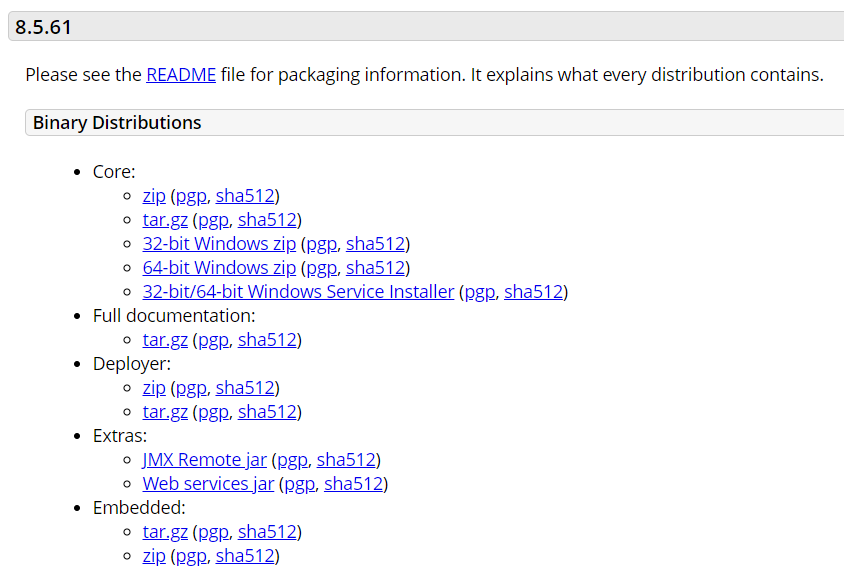 8.5.61
Please see the README file for packaging information. It explains what every distribution contains.
Binary Distributions
Core:
zip (pgp, sha512)
tar.gz (pgp, sha512)
32-bit Windows zip (pgp, sha512)
64-bit Windows zip (pgp, sha512)
32-bit/64-bit Windows Service Installer (pgp, sha512)
Full documentation:
tar.gz (pgp, sha512)
Deployer:
zip (pgp, sha512)
tar.gz (pgp, sha512)
Extras:
JMX Remote jar (pgp, sha512)
Web services jar (pgp, sha512)
Embedded:
tar.gz (pgp, sha512)
zip (pgp, sha512)